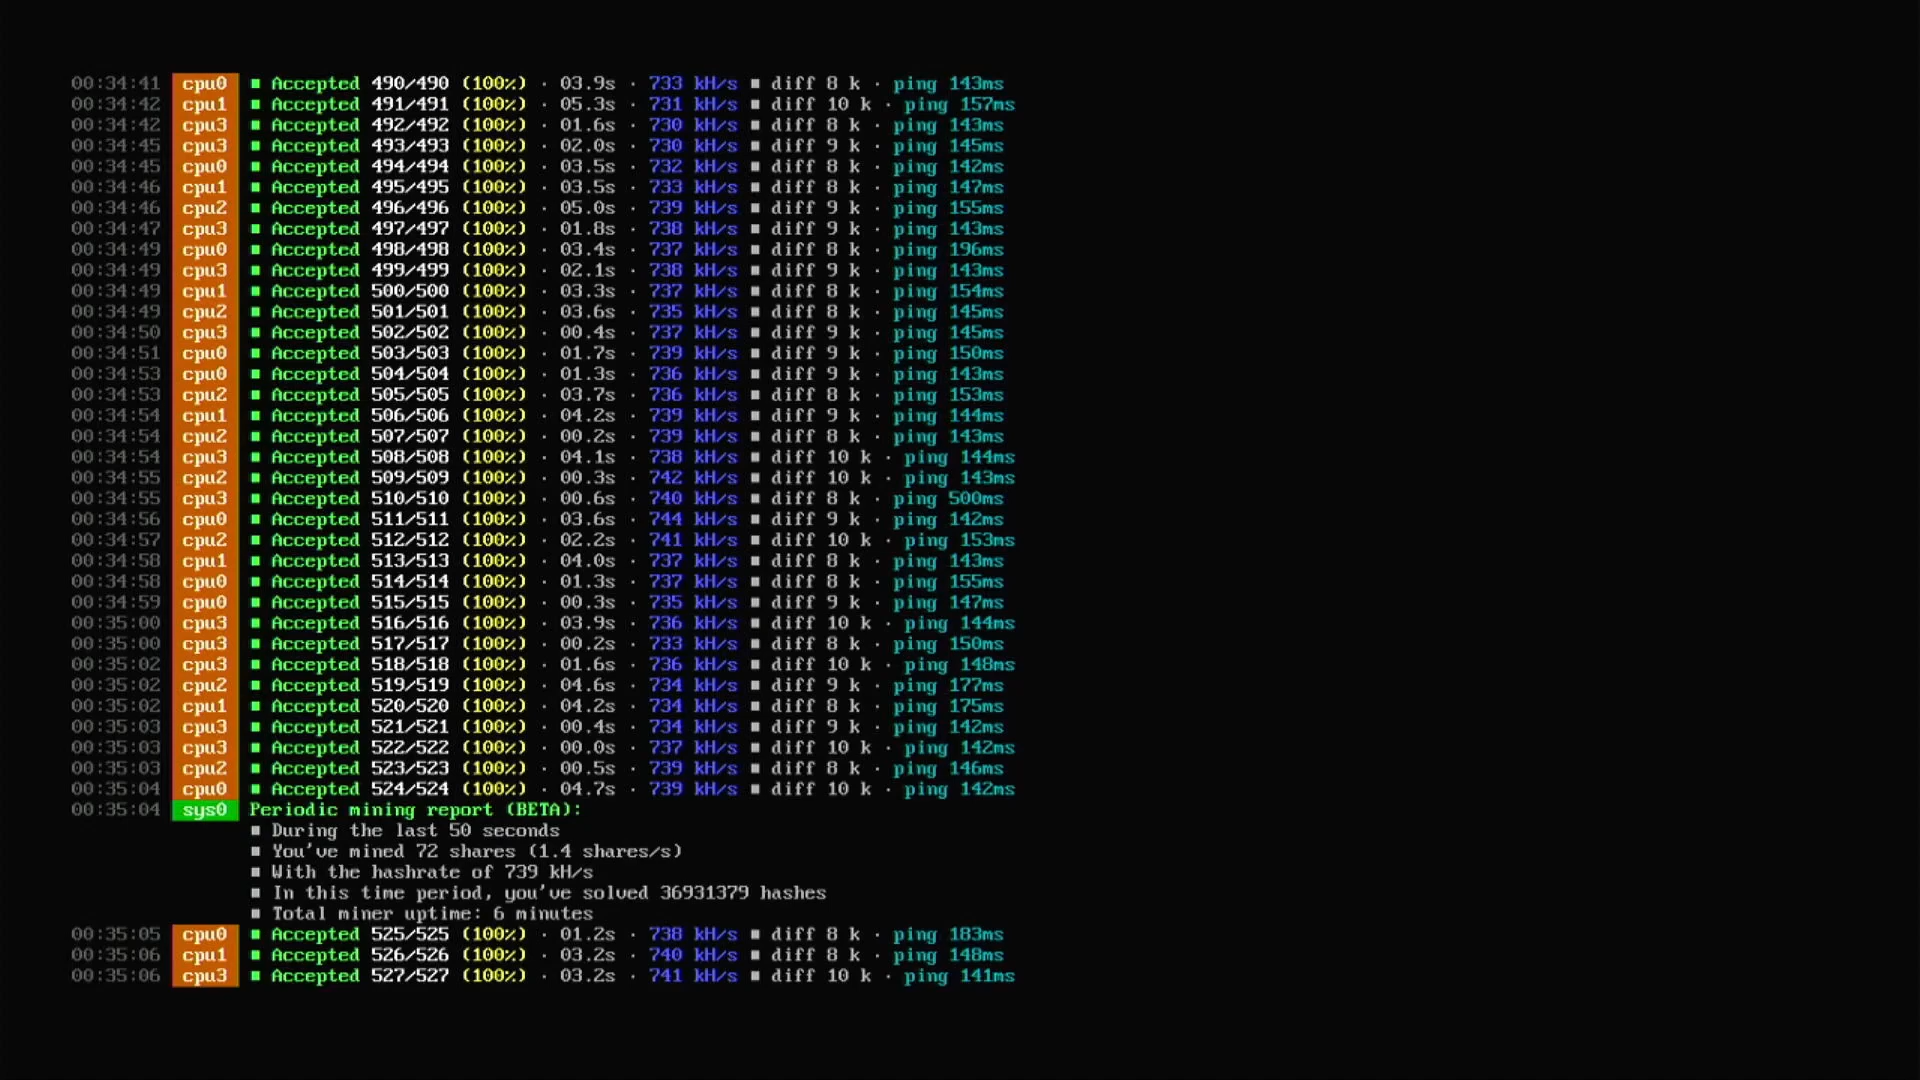 00:34:41 cpu0 ■ Accepted 490/490 (100%) · 03.9s · 733 kH/s ■ diff 8 k · ping 143ms
00:34:42 cpu1 ■ Accepted 491/491 (100%) · 05.3s · 731 kH/s ■ diff 10 k · ping 157ms
00:34:42 cpu3 ■ Accepted 492/492 (100%) · 01.6s · 730 kH/s ■ diff 8 k · ping 143ms
00:34:45 cpu3 ■ Accepted 493/493 (100%) · 02.0s · 730 kH/s ■ diff 9 k · ping 145ms
00:34:45 cpu0 ■ Accepted 494/494 (100%) · 03.5s · 732 kH/s ■ diff 8 k · ping 142ms
00:34:46 cpu1 ■ Accepted 495/495 (100%) · 03.5s · 733 kH/s ■ diff 8 k · ping 147ms
00:34:46 cpu2 ■ Accepted 496/496 (100%) · 05.0s · 739 kH/s ■ diff 9 k · ping 155ms
00:34:47 cpu3 ■ Accepted 497/497 (100%) · 01.8s · 738 kH/s ■ diff 9 k · ping 143ms
00:34:49 cpu0 ■ Accepted 498/498 (100%) · 03.4s · 737 kH/s ■ diff 8 k · ping 196ms
00:34:49 cpu3 ■ Accepted 499/499 (100%) · 02.1s · 738 kH/s ■ diff 9 k · ping 143ms
00:34:49 cpu1 ■ Accepted 500/500 (100%) · 03.3s · 737 kH/s ■ diff 8 k · ping 154ms
00:34:49 cpu2 ■ Accepted 501/501 (100%) · 03.6s · 735 kH/s ■ diff 8 k · ping 145ms
00:34:50 cpu3 ■ Accepted 502/502 (100%) · 00.4s · 737 kH/s ■ diff 9 k · ping 145ms
00:34:51 cpu0 ■ Accepted 503/503 (100%) · 01.7s · 739 kH/s ■ diff 9 k · ping 150ms
00:34:53 cpu0 ■ Accepted 504/504 (100%) · 01.3s · 736 kH/s ■ diff 9 k · ping 143ms
00:34:53 cpu2 ■ Accepted 505/505 (100%) · 03.7s · 736 kH/s ■ diff 8 k · ping 153ms
00:34:54 cpu1 ■ Accepted 506/506 (100%) · 04.2s · 739 kH/s ■ diff 9 k · ping 144ms
00:34:54 cpu2 ■ Accepted 507/507 (100%) · 00.2s · 739 kH/s ■ diff 8 k · ping 143ms
00:34:54 cpu3 ■ Accepted 508/508 (100%) · 04.1s · 738 kH/s ■ diff 10 k · ping 144ms
00:34:55 cpu2 ■ Accepted 509/509 (100%) · 00.3s · 742 kH/s ■ diff 10 k · ping 143ms
00:34:55 cpu3 ■ Accepted 510/510 (100%) · 00.6s · 740 kH/s ■ diff 8 k · ping 500ms
00:34:56 cpu0 ■ Accepted 511/511 (100%) · 03.6s · 744 kH/s ■ diff 9 k · ping 142ms
00:34:57 cpu2 ■ Accepted 512/512 (100%) · 02.2s · 741 kH/s ■ diff 10 k · ping 153ms
00:34:58 cpu1 ■ Accepted 513/513 (100%) · 04.0s · 737 kH/s ■ diff 8 k · ping 143ms
00:34:58 cpu0 ■ Accepted 514/514 (100%) · 01.3s · 737 kH/s ■ diff 8 k · ping 155ms
00:34:59 cpu0 ■ Accepted 515/515 (100%) · 00.3s · 735 kH/s ■ diff 9 k · ping 147ms
00:35:00 cpu3 ■ Accepted 516/516 (100%) · 03.9s · 736 kH/s ■ diff 10 k · ping 144ms
00:35:00 cpu3 ■ Accepted 517/517 (100%) · 00.2s · 733 kH/s ■ diff 8 k · ping 150ms
00:35:02 cpu3 ■ Accepted 518/518 (100%) · 01.6s · 736 kH/s ■ diff 10 k · ping 148ms
00:35:02 cpu2 ■ Accepted 519/519 (100%) · 04.6s · 734 kH/s ■ diff 9 k · ping 177ms
00:35:02 cpu1 ■ Accepted 520/520 (100%) · 04.2s · 734 kH/s ■ diff 8 k · ping 175ms
00:35:03 cpu3 ■ Accepted 521/521 (100%) · 00.4s · 734 kH/s ■ diff 9 k · ping 142ms
00:35:03 cpu3 ■ Accepted 522/522 (100%) · 00.0s · 737 kH/s ■ diff 10 k · ping 142ms
00:35:03 cpu2 ■ Accepted 523/523 (100%) · 00.5s · 739 kH/s ■ diff 8 k · ping 146ms
00:35:04 cpu0 ■ Accepted 524/524 (100%) · 04.7s · 739 kH/s ■ diff 10 k · ping 142ms
00:35:04 sys0 Periodic mining report (BETA):
■ During the last 50 seconds
■ You've mined 72 shares (1.4 shares/s)
■ With the hashrate of 739 kH/s
■ In this time period, you've solved 36931379 hashes
■ Total miner uptime: 6 minutes
00:35:05 cpu0 ■ Accepted 525/525 (100%) · 01.2s · 738 kH/s ■ diff 8 k · ping 183ms
00:35:06 cpu1 ■ Accepted 526/526 (100%) · 03.2s · 740 kH/s ■ diff 8 k · ping 148ms
00:35:06 cpu3 ■ Accepted 527/527 (100%) · 03.2s · 741 kH/s ■ diff 10 k · ping 141ms